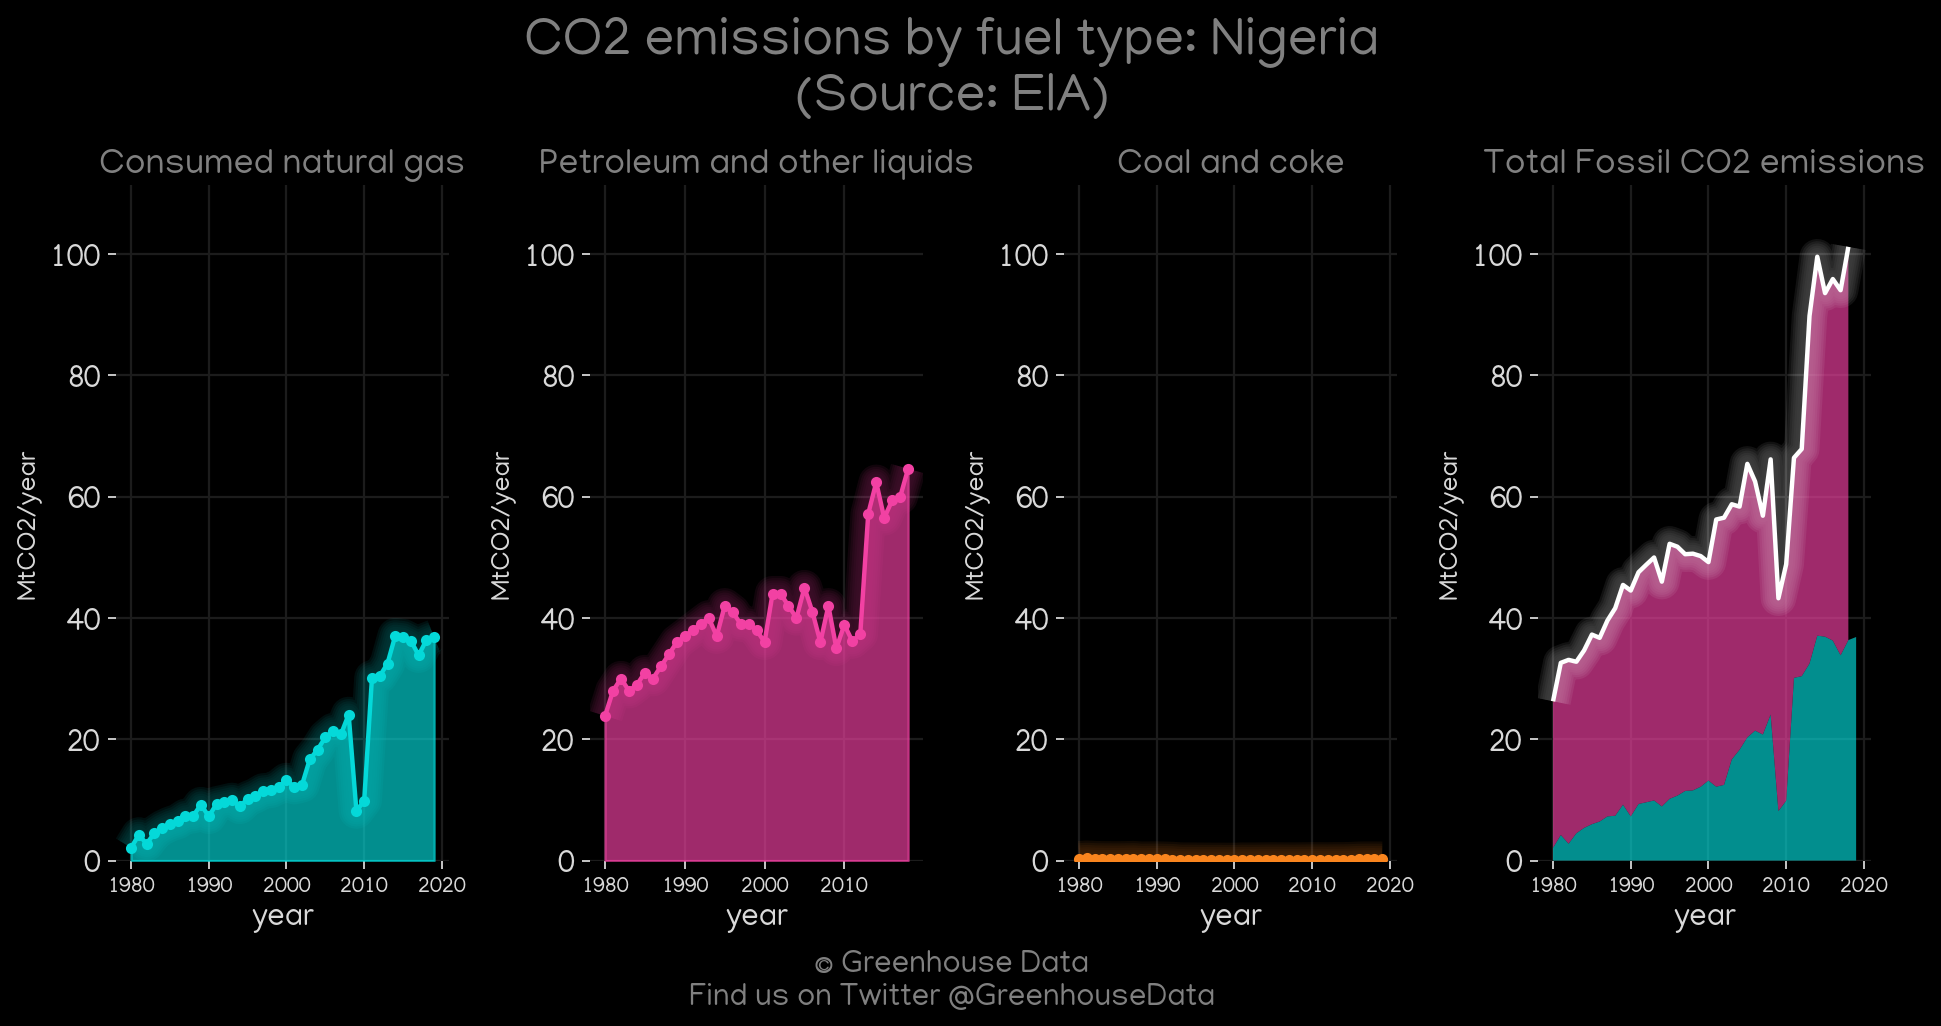 CO2 emissions by fuel type: Nigeria
(Source: EIA)
Consumed natural gas
Petroleum and other liquids
Coal and coke
Total Fossil CO2 emissions
MtCO2/year
100
80
60
40
20
0
1980 1990 2000 2010 2020
year
MtCO2/year
100
80
60
40
20
0
1980 1990 2000 2010
year
MtCO2/year
100
80
60
40
20
0
1980 1990 2000 2010 2020
year
MtCO2/year
100
80
60
40
20
0
1980 1990 2000 2010 2020
year
© Greenhouse Data
Find us on Twitter @GreenhouseData